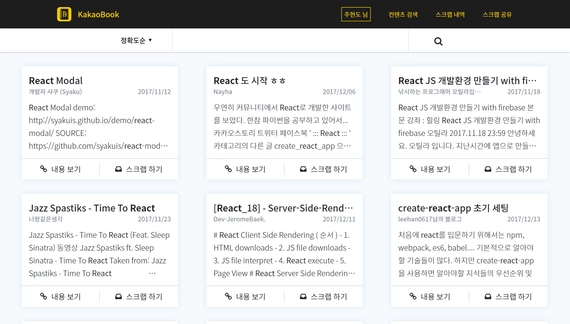 KakaoBook
주현도 님
컨텐츠 검색
스크랩 내역
스크랩 공유
정확도순 ▾
React Modal
개발자 샤쿠 (Syaku)
2017/11/12
React Modal demo:
http://syakuis.github.io/demo/react-
modal/ SOURCE:
https://github.com/syakuis/react-mod···
내용 보기
스크랩 하기
React 도 시작 ㅎㅎ
Nayha
2017/12/06
우연히 커뮤니티에서 React로 개발한 사이트
를 보았다. 한참 파이썬을 공부하고 있어서...
카카오스토리 트위터 페이스북 ' ::: React ::: '
카테고리의 다른 글 create_react_app 으···
내용 보기
스크랩 하기
React JS 개발환경 만들기 with fi···
낚시하는 프로그래머 오틸라입···
2017/11/18
React JS 개발환경 만들기 with firebase 본
문 강좌 : 힐링 React JS 개발환경 만들기 with
firebase 오틸라 2017.11.18 23:59 안녕하세
요. 오틸라 입니다. 지난시간에 앱으로 만들···
내용 보기
스크랩 하기
Jazz Spastiks - Time To React
너랑같은생각
2017/11/23
Jazz Spastiks - Time To React (Feat. Sleep
Sinatra) 동영상 Jazz Spastiks ft. Sleep
Sinatra - Time To React Taken from: Jazz
Spastiks - Time To React ···
내용 보기
스크랩 하기
[React_18] - Server-Side-Rend···
Dev-JeromeBaek.
2017/12/11
# React Client Side Rendering ( 순서 ) - 1.
HTML downloads - 2. JS file downloads -
3. JS file interpret - 4. React execute - 5.
Page View # React Server Side Renderin···
내용 보기
스크랩 하기
create-react-app 초기 세팅
leehan0617님의 블로그
2017/12/13
처음에 react를 입문하기 위해서는 npm,
webpack, es6, babel.... 기본적으로 알아야
할 기술들이 많다. 하지만 create-react-app
을 사용하면 알아야할 지식들의 우선순위 및
내용 보기
스크랩 하기